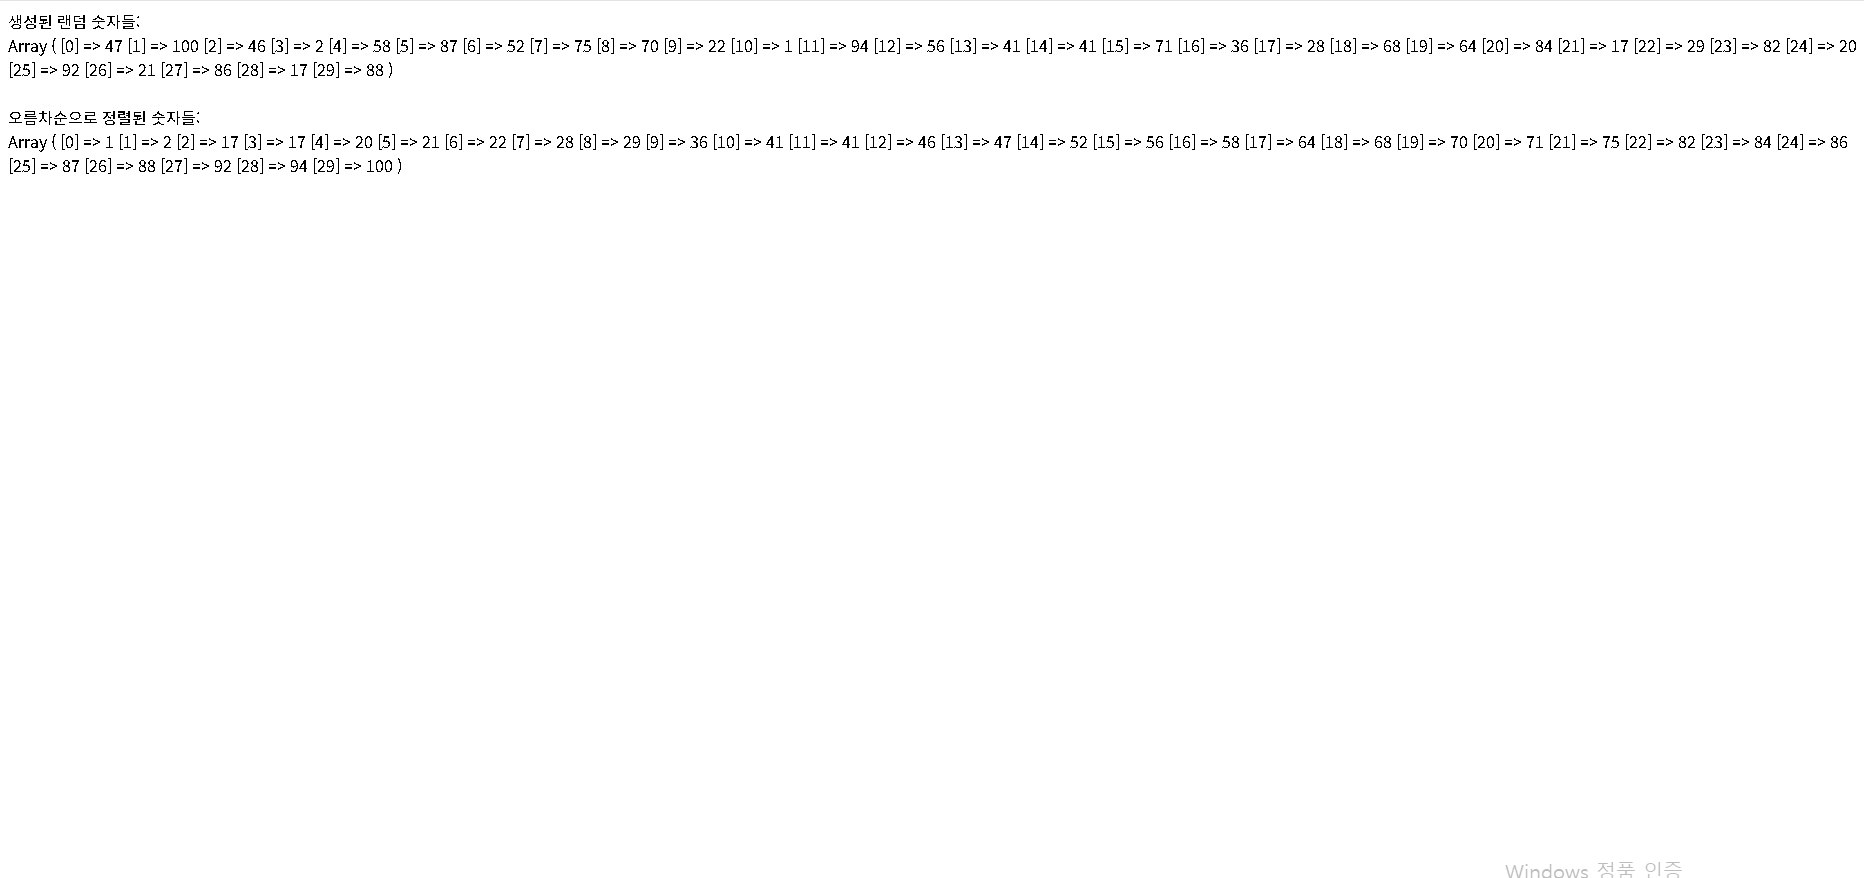 생성된 랜덤 숫자들:
Array ( [0] => 47 [1] => 100 [2] => 46 [3] => 2 [4] => 58 [5] => 87 [6] => 52 [7] => 75 [8] => 70 [9] => 22 [10] => 1 [11] => 94 [12] => 56 [13] => 41 [14] => 41 [15] => 71 [16] => 36 [17] => 28 [18] => 68 [19] => 64 [20] => 84 [21] => 17 [22] => 29 [23] => 82 [24] => 20
[25] => 92 [26] => 21 [27] => 86 [28] => 17 [29] => 88 )
오름차순으로 정렬된 숫자들:
Array ( [0] => 1 [1] => 2 [2] => 17 [3] => 17 [4] => 20 [5] => 21 [6] => 22 [7] => 28 [8] => 29 [9] => 36 [10] => 41 [11] => 41 [12] => 46 [13] => 47 [14] => 52 [15] => 56 [16] => 58 [17] => 64 [18] => 68 [19] => 70 [20] => 71 [21] => 75 [22] => 82 [23] => 84 [24] => 86
[25] => 87 [26] => 88 [27] => 92 [28] => 94 [29] => 100 )
Windows 정품 인증